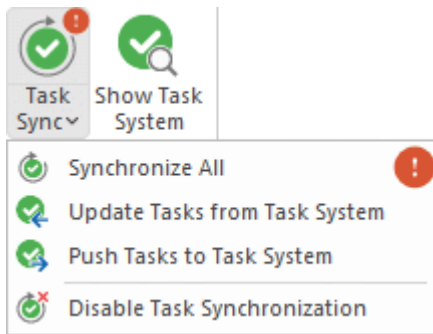 Task
Sync
Show Task
System
Synchronize All
Update Tasks from Task System
Push Tasks to Task System
Disable Task Synchronization